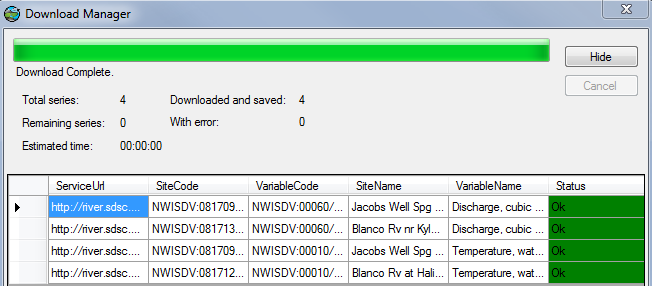 Download Manager
Hide
Download Complete.
Cancel
Total series: 4 Downloaded and saved: 4
Remaining series: 0 With error: 0
Estimated time: 00:00:00
ServiceUrl SiteCode VariableCode SiteName VariableName Status
http://river.sdsc.... NWISDV:081709... NWISDV:00060/... Jacobs Well Spg ... Discharge, cubic ... Ok
http://river.sdsc.... NWISDV:081713... NWISDV:00060/... Blanco Rv nr Kyl... Discharge, cubic ... Ok
http://river.sdsc.... NWISDV:081709... NWISDV:00010/... Jacobs Well Spg ... Temperature, wat... Ok
http://river.sdsc.... NWISDV:081712... NWISDV:00010/... Blanco Rv at Hali... Temperature, wat... Ok